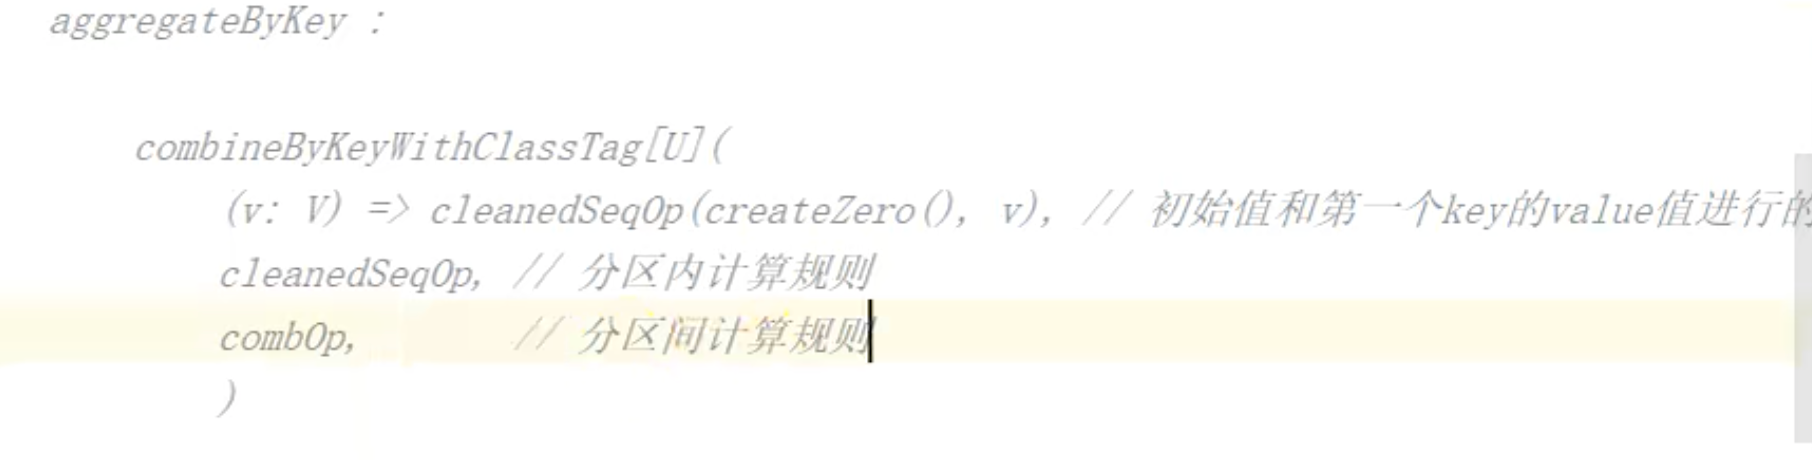 aggregateByKey :
combineByKeyWithClassTag[U](
(v: V) => cleanedSeqOp(createZero(), v), // 初始值和第一个key的value值进行的
cleanedSeqOp, // 分区内计算规则
combOp, // 分区间计算规则
)